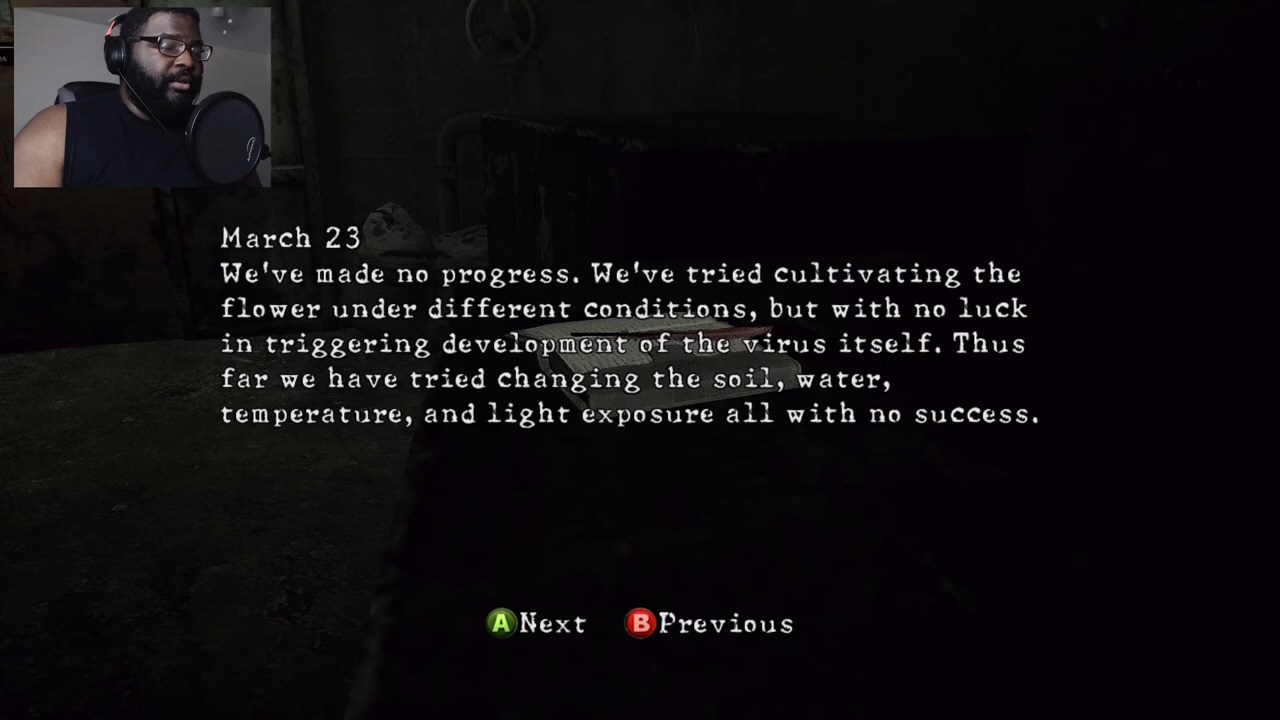 March 23
We've made no progress. We've tried cultivating the
flower under different conditions, but with no luck
in triggering development of the virus itself. Thus
far we have tried changing the soil, water,
temperature, and light exposure all with no success.
A Next B Previous